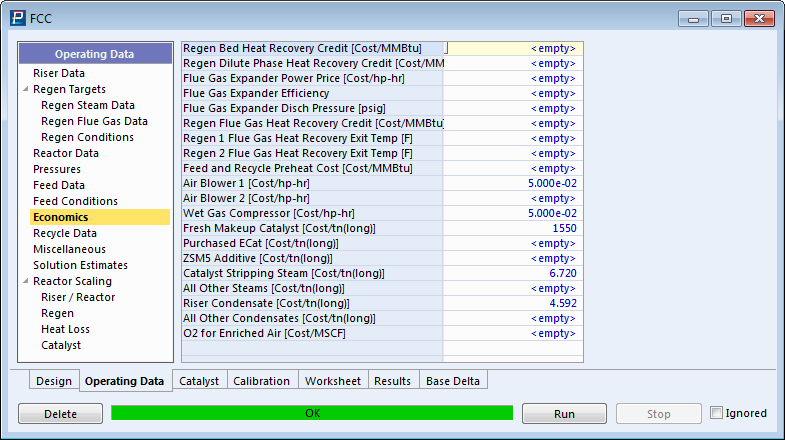 FCC
Operating Data
Riser Data
Regen Targets
Regen Steam Data
Regen Flue Gas Data
Regen Conditions
Reactor Data
Pressures
Feed Data
Feed Conditions
Economics
Recycle Data
Miscellaneous
Solution Estimates
Reactor Scaling
Riser / Reactor
Regen
Heat Loss
Catalyst
Regen Bed Heat Recovery Credit [Cost/MMBtu] <empty>
Regen Dilute Phase Heat Recovery Credit [Cost/MM <empty>
Flue Gas Expander Power Price [Cost/hp-hr] <empty>
Flue Gas Expander Efficiency <empty>
Flue Gas Expander Disch Pressure [psig] <empty>
Regen Flue Gas Heat Recovery Credit [Cost/MMBtu <empty>
Regen 1 Flue Gas Heat Recovery Exit Temp [F] <empty>
Regen 2 Flue Gas Heat Recovery Exit Temp [F] <empty>
Feed and Recycle Preheat Cost [Cost/MMBtu] <empty>
Air Blower 1 [Cost/hp-hr] 5.000e-02
Air Blower 2 [Cost/hp-hr] <empty>
Wet Gas Compressor [Cost/hp-hr] 5.000e-02
Fresh Makeup Catalyst [Cost/tn(long)] 1550
Purchased ECat [Cost/tn(long)] <empty>
ZSM5 Additive [Cost/tn(long)] <empty>
Catalyst Stripping Steam [Cost/tn(long)] 6.720
All Other Steams [Cost/tn(long)] <empty>
Riser Condensate [Cost/tn(long)] 4.592
All Other Condensates [Cost/tn(long)] <empty>
O2 for Enriched Air [Cost/MSCF] <empty>
Design Operating Data Catalyst Calibration Worksheet Results Base Delta
Delete OK Run Stop Ignored